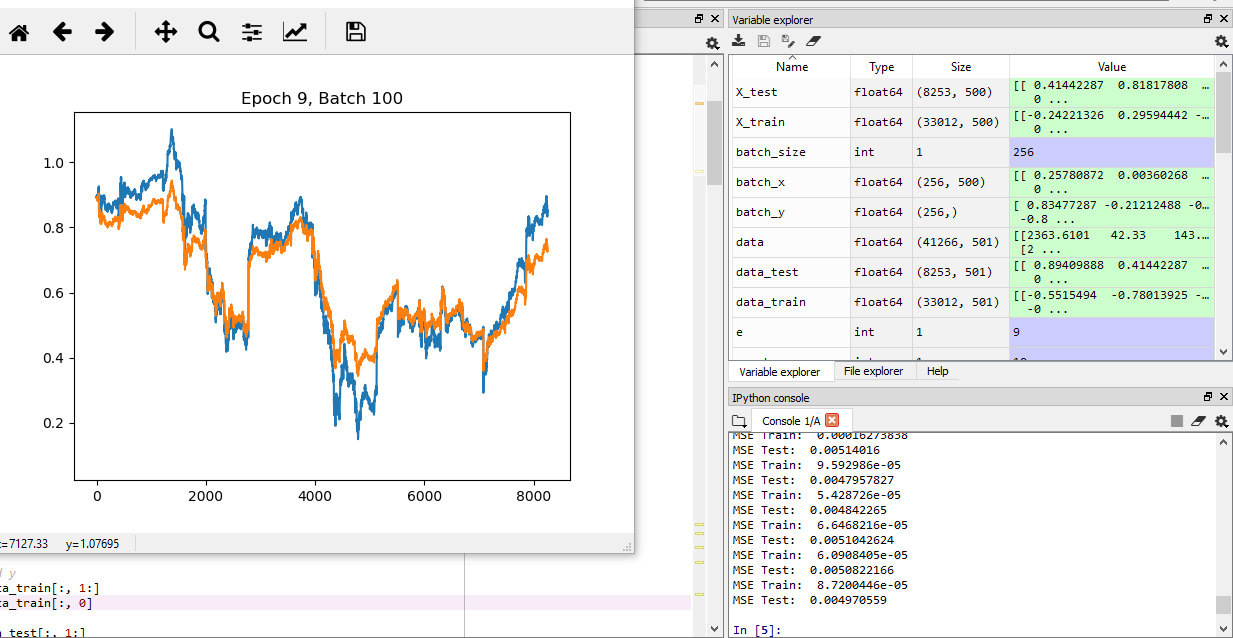 Epoch 9, Batch 100
1.0
0.8
0.6
0.4
0.2
0 2000 4000 6000 8000
=7127.33 y=1.07695
y
ta_train[:, 1:]
ta_train[:, 0]
test[:, 1:]
Variable explorer
Name Type Size Value
X_test float64 (8253, 500) [[ 0.41442287 0.81817808 …
0 ...
X_train float64 (33012, 500) [[-0.24221326 0.29594442 -…
0 ...
batch_size int 1 256
batch_x float64 (256, 500) [[ 0.25780872 0.00360268 …
0 ...
batch_y float64 (256,) [ 0.83477287 -0.21212488 -0…
-0.8 ...
data float64 (41266, 501) [[2363.6101 42.33 143.…
[2 ...
data_test float64 (8253, 501) [[ 0.89409888 0.41442287 …
0 ...
data_train float64 (33012, 501) [[-0.5515494 -0.78013925 -…
-0 ...
e int 1 9
Variable explorer File explorer Help
IPython console
Console 1/A
MSE Train: 0.00016273838
MSE Test: 0.00514016
MSE Train: 9.592986e-05
MSE Test: 0.0047957827
MSE Train: 5.428726e-05
MSE Test: 0.004842265
MSE Train: 6.6468216e-05
MSE Test: 0.0051042624
MSE Train: 6.0908405e-05
MSE Test: 0.0050822166
MSE Train: 8.7200446e-05
MSE Test: 0.004970559
In [5]: